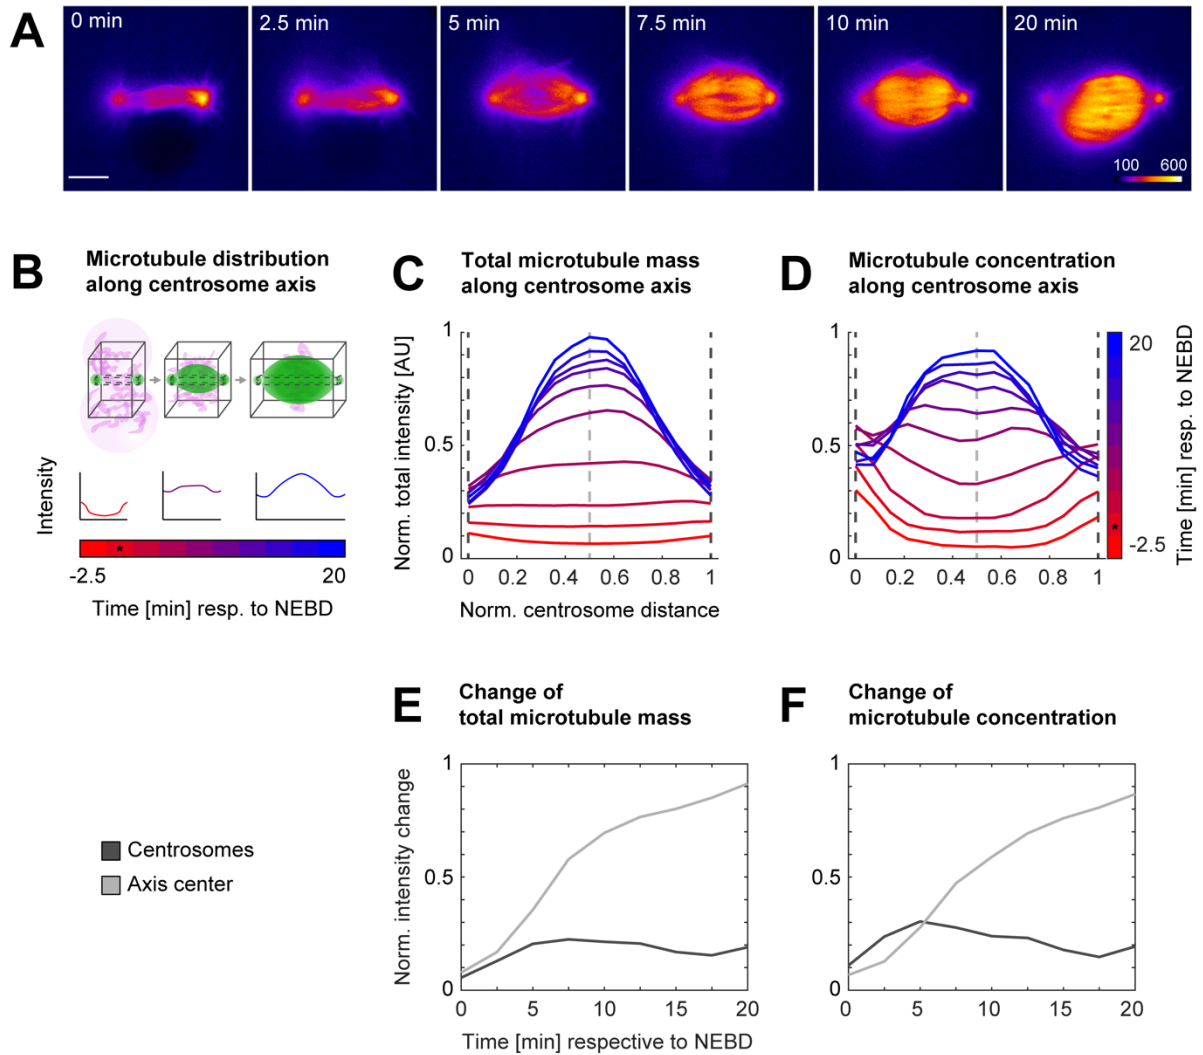 A
0 min
2.5 min
5 min
7.5 min
10 min
20 min
100 600
B
Microtubule distribution
along centrosome axis
Intensity
*
-2.5
20
Time [min] resp. to NEBD
C
Total microtubule mass
along centrosome axis
Norm. total intensity [AU]
1
0.5
0
0 0.2 0.4 0.6 0.8 1
Norm. centrosome distance
D
Microtubule concentration
along centrosome axis
1
0.5
0
0 0.2 0.4 0.6 0.8 1
20
*
-2.5
Time [min] resp. to NEBD
Centrosomes
Axis center
E
Change of
total microtubule mass
Norm. intensity change
1
0.5
0
0 5 10 15 20
Time [min] respective to NEBD
F
Change of
microtubule concentration
1
0.5
0
0 5 10 15 20